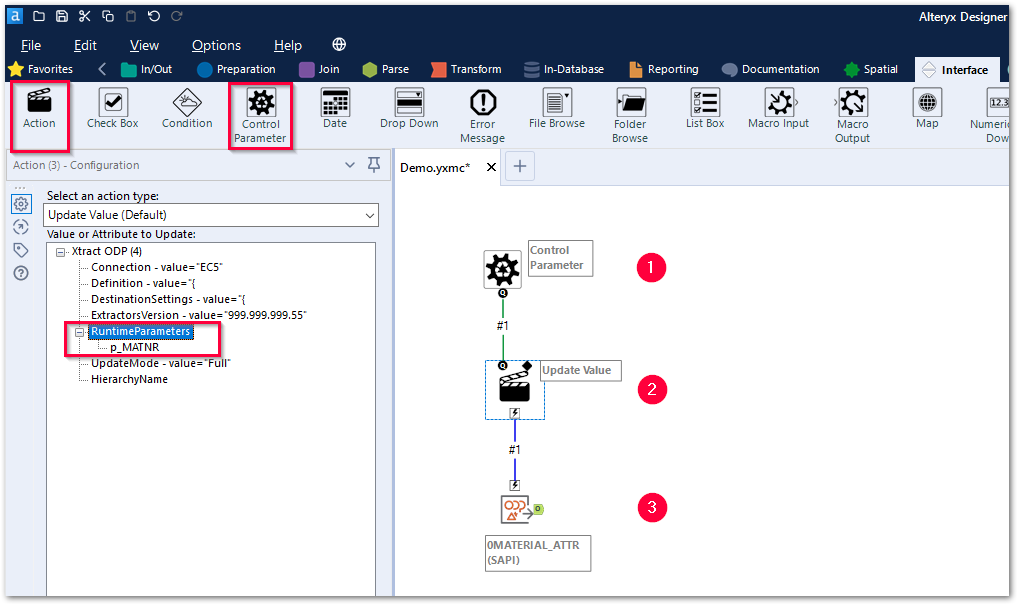 a
Alteryx Designer
File Edit View Options Help
Favorites In/Out Preparation Join Parse Transform In-Database Reporting Documentation Spatial Interface
Action Check Box Condition Control Parameter Date Drop Down Error Message File Browse Folder Browse List Box Macro Input Macro Output Map Numeric Dow
12.3
Action (3) - Configuration
Demo.yxmc*
Select an action type:
Update Value (Default)
Value or Attribute to Update:
Xtract ODP (4)
Connection - value="EC5"
Definition - value="{
DestinationSettings - value="{
ExtractorsVersion - value="999.999.999.55"
RuntimeParameters
p_MATNR
UpdateMode - value="Full"
HierarchyName
Control
Parameter
1
Q
#1
Q
Update Value
2
#1
ODP
O
3
0MATERIAL_ATTR
(SAPI)